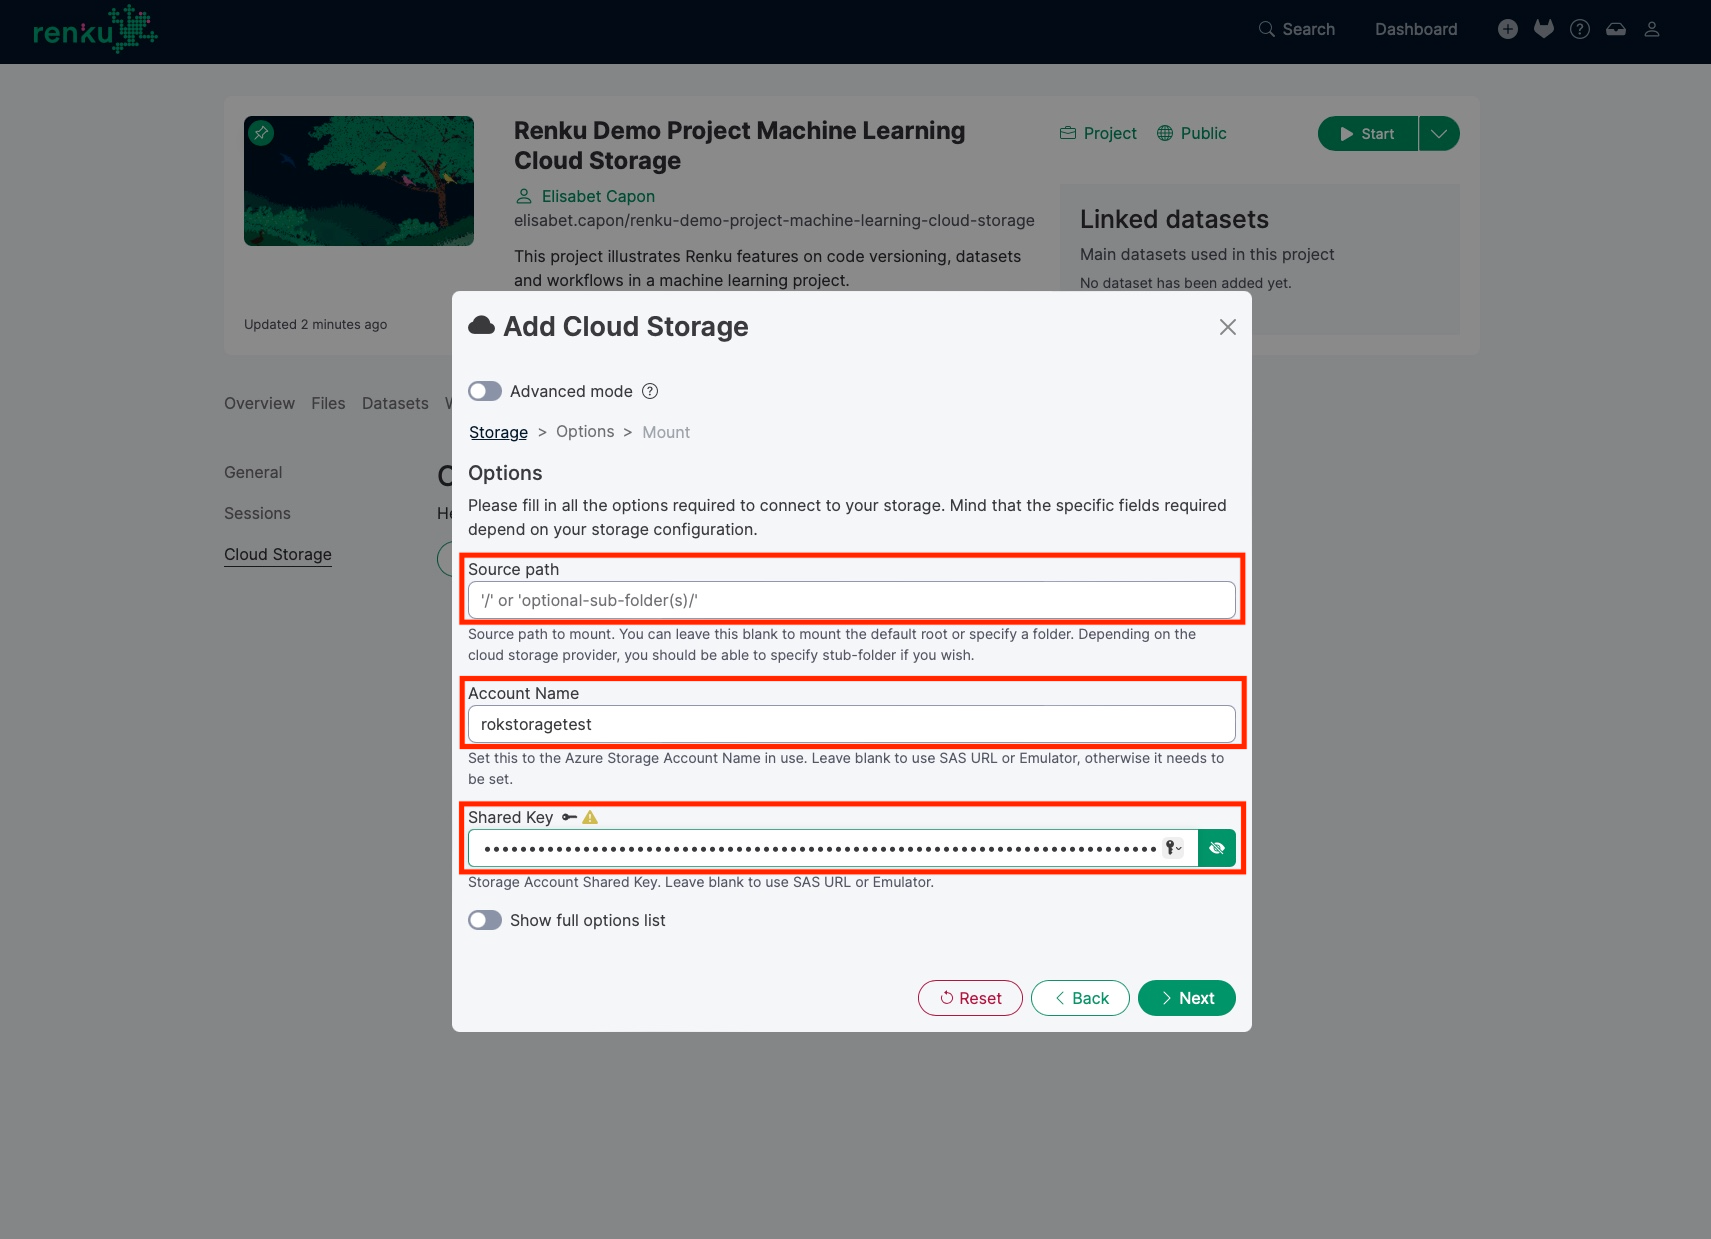 renku
Search
Dashboard
Renku Demo Project Machine Learning
Cloud Storage
Elisabet Capon
elisabet.capon/renku-demo-project-machine-learning-cloud-storage
This project illustrates Renku features on code versioning, datasets
and workflows in a machine learning project.
Updated 2 minutes ago
Project
Public
Start
Linked datasets
Main datasets used in this project
No dataset has been added yet.
Overview
Files
Datasets
General
Sessions
Cloud Storage
Add Cloud Storage
Advanced mode
Storage > Options > Mount
Options
Please fill in all the options required to connect to your storage. Mind that the specific fields required
depend on your storage configuration.
Source path
'/' or 'optional-sub-folder(s)/'
Source path to mount. You can leave this blank to mount the default root or specify a folder. Depending on the
cloud storage provider, you should be able to specify stub-folder if you wish.
Account Name
rokstoragetest
Set this to the Azure Storage Account Name in use. Leave blank to use SAS URL or Emulator, otherwise it needs to
be set.
Shared Key
Storage Account Shared Key. Leave blank to use SAS URL or Emulator.
Show full options list
Reset
Back
Next